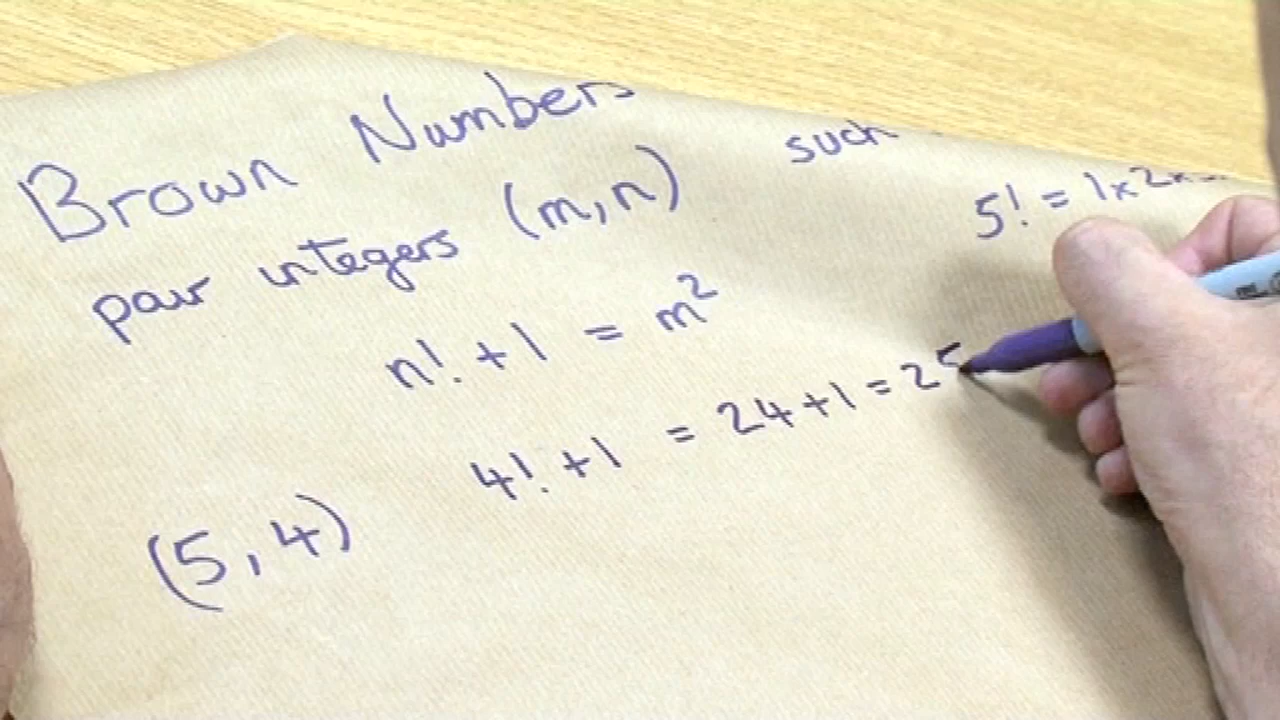 Brown Numbers
pair integers (m,n) such
5! = 1x2x
n! + 1 = m²
4! + 1 = 24+1 = 25
(5,4)